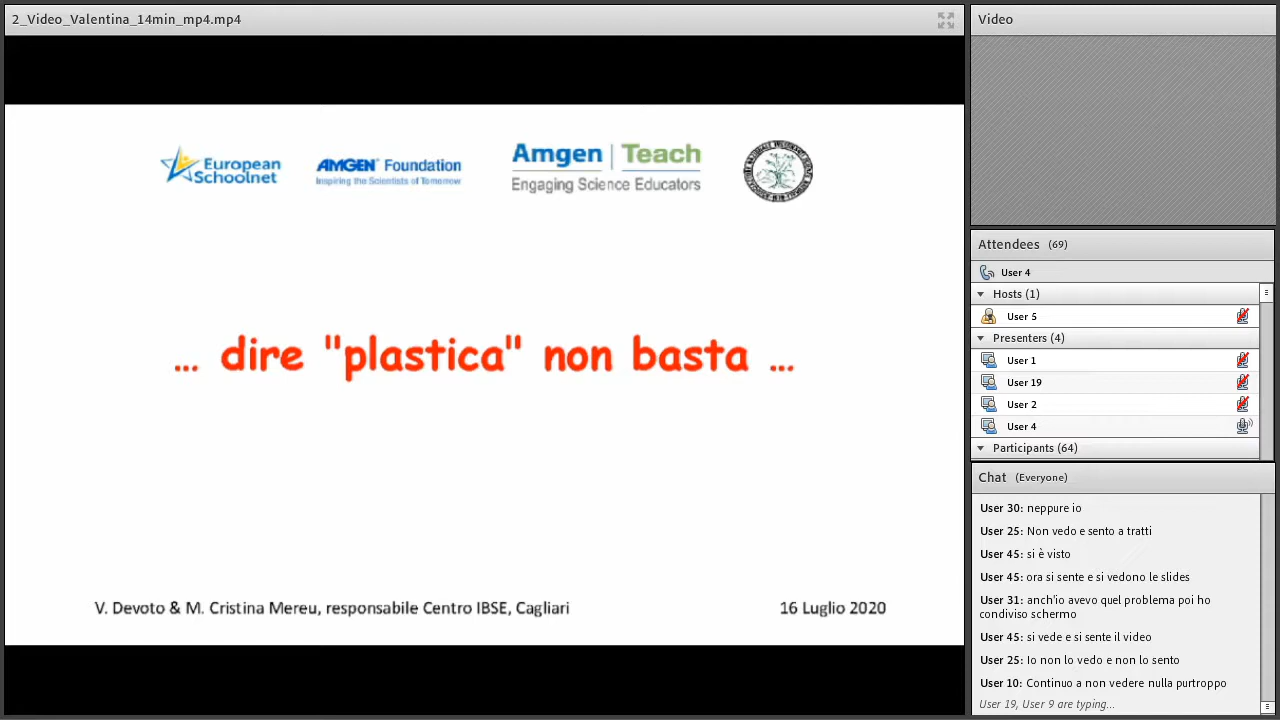 2_Video_Valentina_14min_mp4.mp4
European
Schoolnet
AMGEN Foundation
Inspiring the Scientists of Tomorrow
Amgen | Teach
Engaging Science Educators
... dire "plastica" non basta ...
V. Devoto & M. Cristina Mereu, responsabile Centro IBSE, Cagliari
16 Luglio 2020
Video
Attendees (69)
User 4
Hosts (1)
User 5
Presenters (4)
User 1
User 19
User 2
User 4
Participants (64)
Chat (Everyone)
User 30: neppure io
User 25: Non vedo e sento a tratti
User 45: si è visto
User 45: ora si sente e si vedono le slides
User 31: anch'io avevo quel problema poi ho
condiviso schermo
User 45: si vede e si sente il video
User 25: Io non lo vedo e non lo sento
User 10: Continuo a non vedere nulla purtroppo
User 19, User 9 are typing...